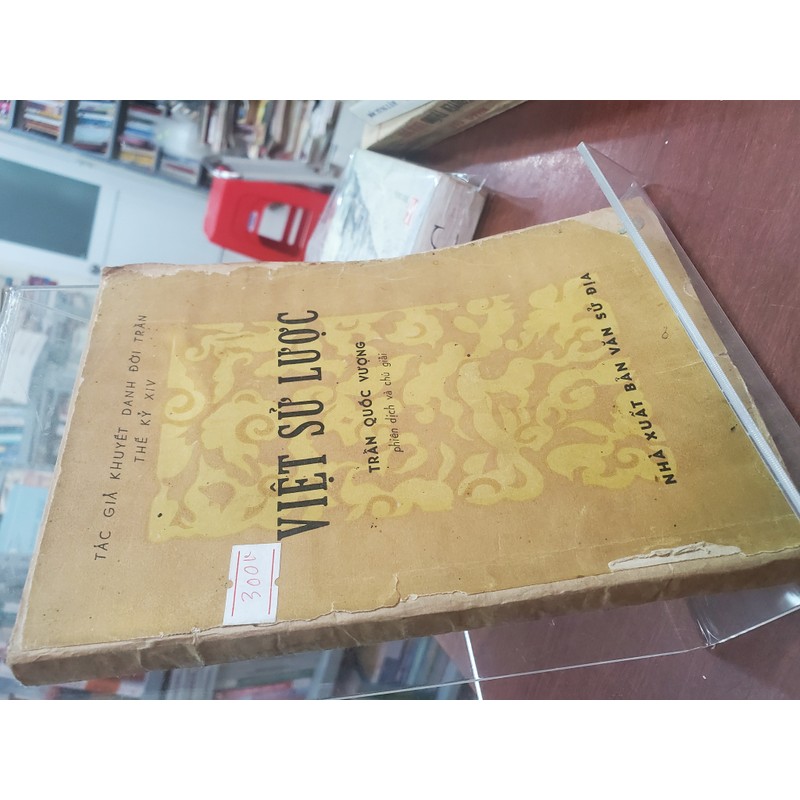 TÁC GIẢ KHUYẾT DANH ĐỜI TRẦN
THẾ KỶ XIV
VIỆT SỬ LƯỢC
TRẦN QUỐC VƯỢNG
phiên dịch và chú giải
NHÀ XUẤT BẢN VĂN SỬ ĐỊA
300k